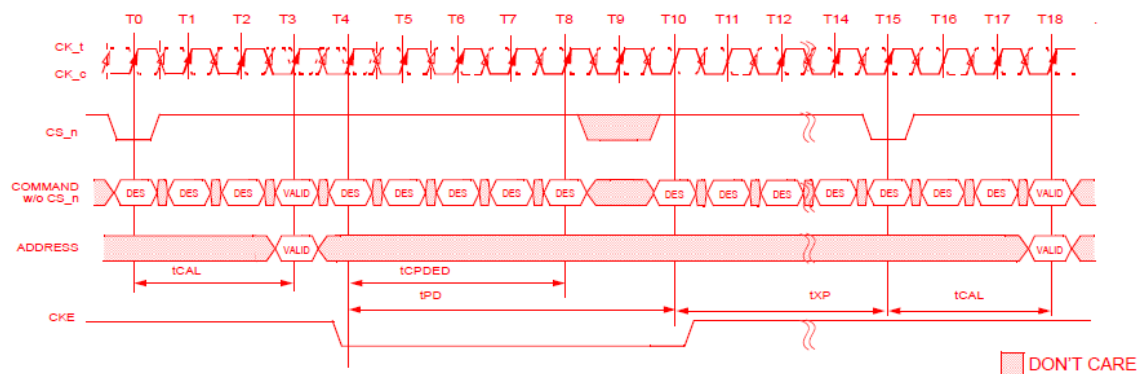 T0 T1 T2 T3 T4 T5 T6 T7 T8 T9 T10 T11 T12 T14 T15 T16 T17 T18
CK_t
CK_c
CS_n
COMMAND w/o CS_n
DES DES DES VALID DES DES DES DES DES DES DES DES DES DES DES DES VALID
ADDRESS
VALID VALID
tCAL tCPDED
tPD tXP tCAL
CKE
DON'T CARE